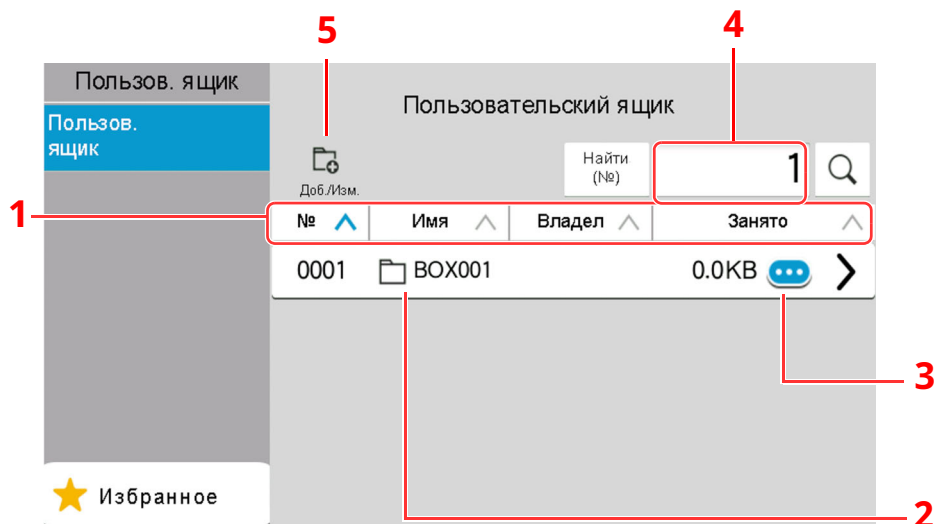 5
4
Пользов. ящик
Пользов.
ящик
Пользовательский ящик
Доб./Изм.
Найти
(№)
1
1
№ Имя Владел Занято
0001 BOX001 0.0KB
3
Избранное
2